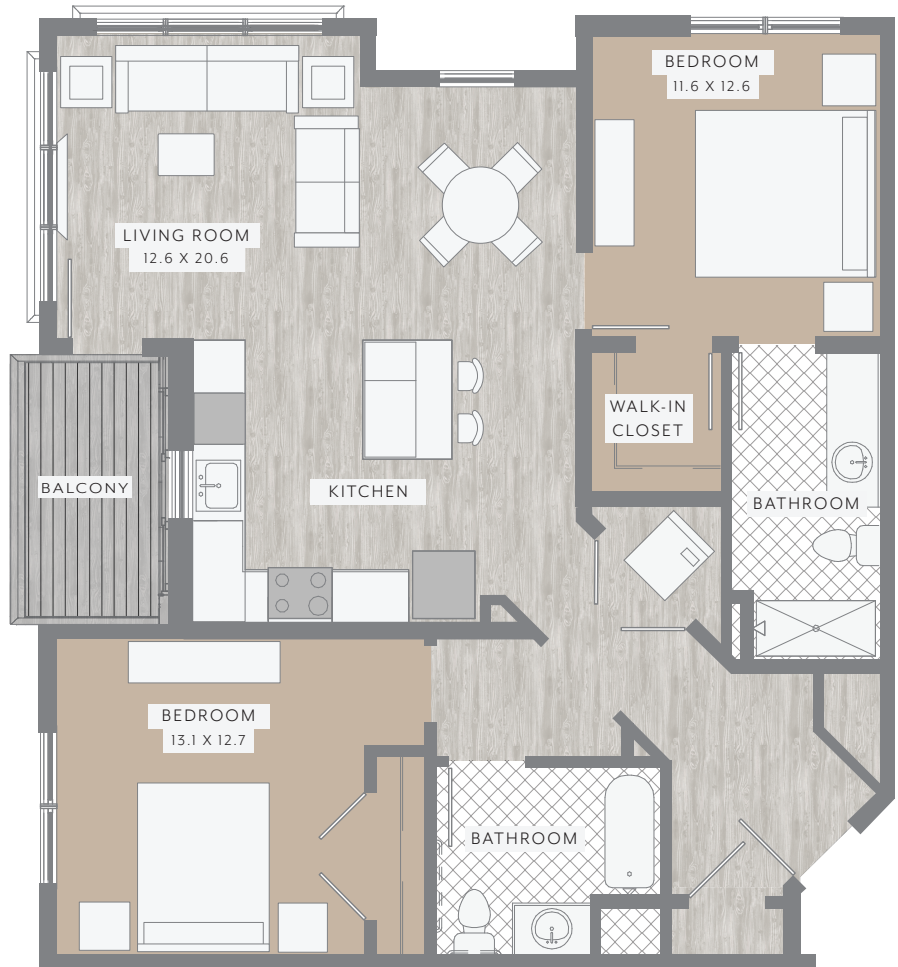 BEDROOM
11.6 X 12.6
LIVING ROOM
12.6 X 20.6
WALK-IN
CLOSET
BALCONY
KITCHEN
BATHROOM
BEDROOM
13.1 X 12.7
BATHROOM